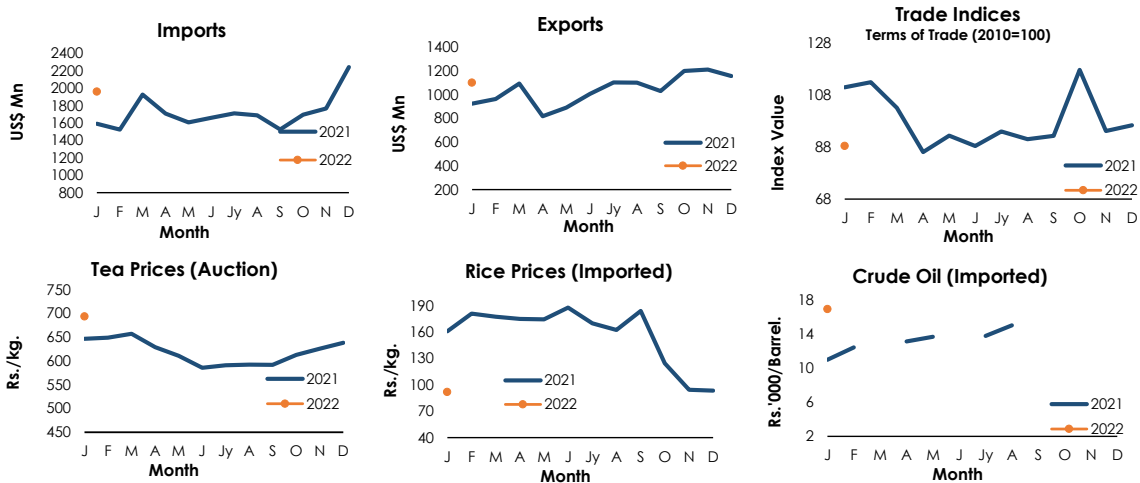 Imports
US$ Mn
2400
2200
2000
1800
1600
1400
1200
1000
800
2021
2022
J F M A M J Jy A S O N D
Month
Exports
US$ Mn
1400
1200
1000
800
600
400
200
2021
2022
J F M A M J Jy A S O N D
Month
Trade Indices
Terms of Trade (2010=100)
Index Value
128
108
88
68
2021
2022
J F M A M J Jy A S O N D
Month
Tea Prices (Auction)
Rs./kg.
750
700
650
600
550
500
450
2021
2022
J F M A M J Jy A S O N D
Month
Rice Prices (Imported)
Rs./kg.
190
160
130
100
70
40
2021
2022
J F M A M J Jy A S O N D
Month
Crude Oil (Imported)
Rs.'000/Barrel.
18
14
10
6
2
2021
2022
J F M A M J Jy A S O N D
Month